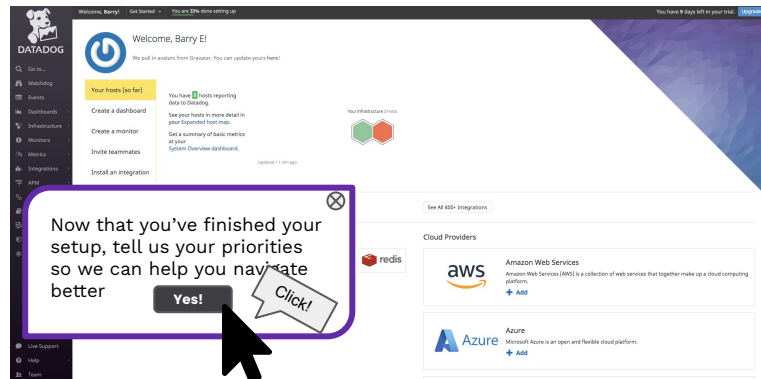 Welcome, Barry! Get Started You are 33% done setting up You have 9 days left in your trial Upgrade
DATADOG
Go to...
Watchdog
Events
Dashboards
Infrastructure
Monitors
Metrics
Integrations
APM
Live Support
Help
Team
Welcome, Barry E!
We pull in avatars from Gravatar. You can update yours here!
Your hosts (so far)
Create a dashboard
Create a monitor
Invite teammates
Install an integration
You have 2 hosts reporting
data to Datadog.
See your hosts in more detail in
your Expanded host map.
Get a summary of basic metrics
at your
System Overview dashboard.
Updated < 1 min ago
Your infrastructure 2 hosts
Now that you’ve finished your
setup, tell us your priorities
so we can help you navigate
better
Yes!
Click!
See All 400+ Integrations
redis
Cloud Providers
aws
Amazon Web Services
Amazon Web Services (AWS) is a collection of web services that together make up a cloud computing
platform.
+ Add
Azure
Azure
Microsoft Azure is an open and flexible cloud platform.
+ Add